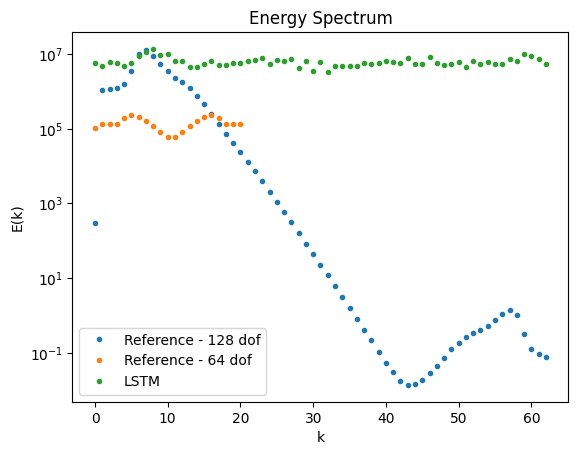 Energy Spectrum
E(k)
10⁷
10⁵
10³
10¹
10⁻¹
Reference - 128 dof
Reference - 64 dof
LSTM
0 10 20 30 40 50 60
k